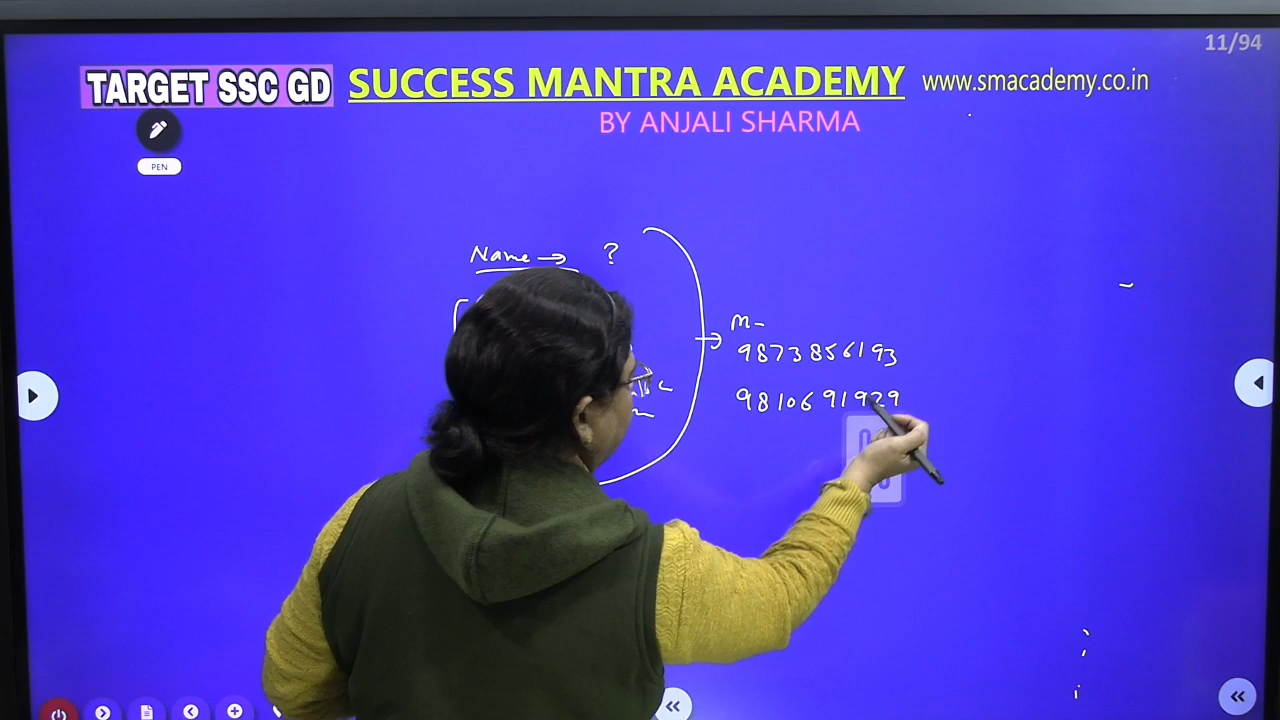 11/94
TARGET SSC GD SUCCESS MANTRA ACADEMY www.smacademy.co.in
BY ANJALI SHARMA
PEN
Name → ?
M-
9873856193
9810691929